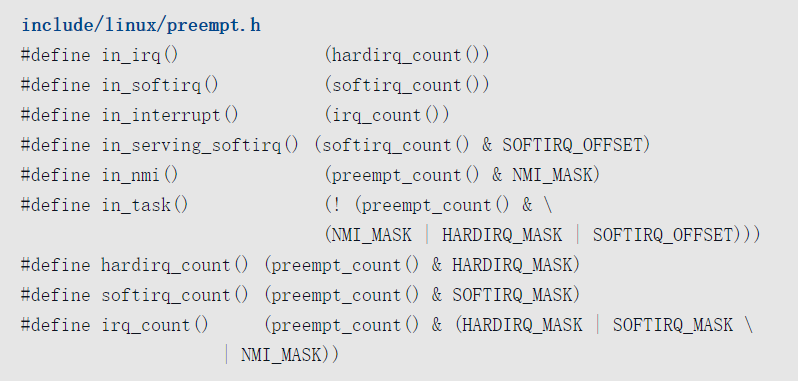 include/linux/preempt.h
#define in_irq() (hardirq_count())
#define in_softirq() (softirq_count())
#define in_interrupt() (irq_count())
#define in_serving_softirq() (softirq_count() & SOFTIRQ_OFFSET)
#define in_nmi() (preempt_count() & NMI_MASK)
#define in_task() (! (preempt_count() & \
(NMI_MASK | HARDIRQ_MASK | SOFTIRQ_OFFSET)))
#define hardirq_count() (preempt_count() & HARDIRQ_MASK)
#define softirq_count() (preempt_count() & SOFTIRQ_MASK)
#define irq_count() (preempt_count() & (HARDIRQ_MASK | SOFTIRQ_MASK \
| NMI_MASK))